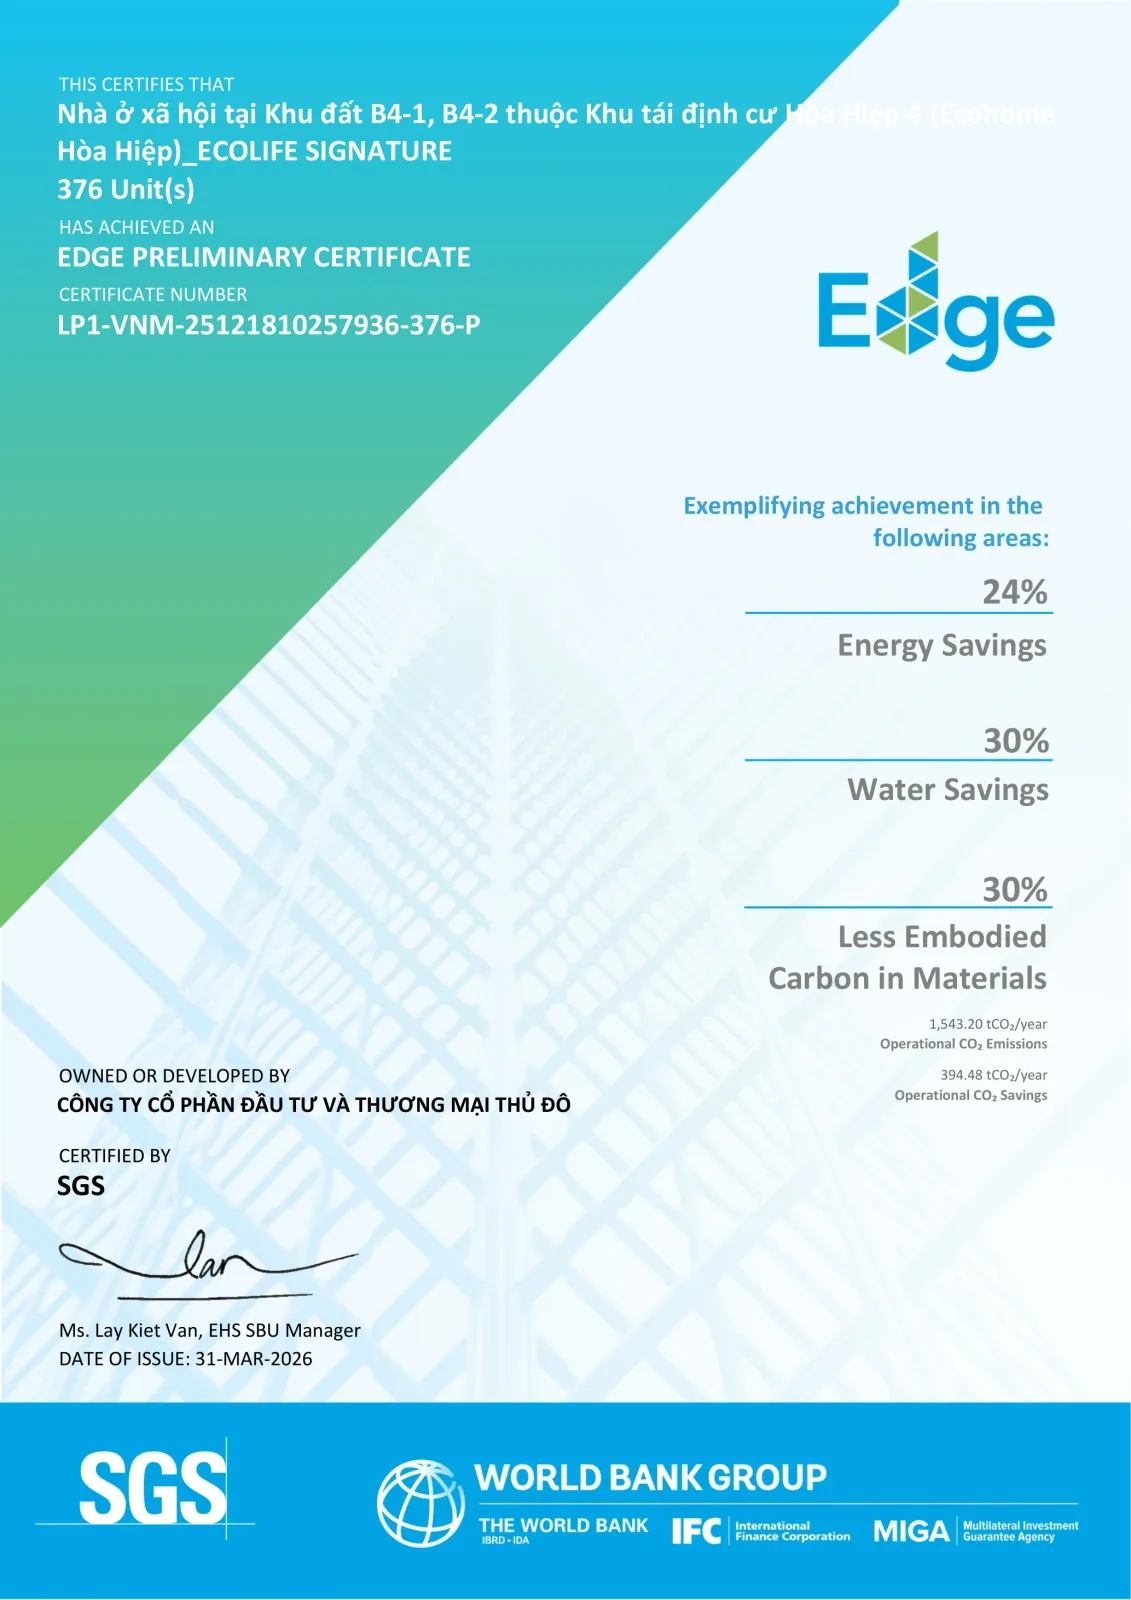 THIS CERTIFIES THAT
Nhà ở xã hội tại Khu đất B4-1, B4-2 thuộc Khu tái định cư Hòa Hiệp 4 (Ecohome
Hòa Hiệp)_ECOLIFE SIGNATURE
376 Unit(s)
HAS ACHIEVED AN
EDGE PRELIMINARY CERTIFICATE
CERTIFICATE NUMBER
LP1-VNM-25121810257936-376-P
Edge
Exemplifying achievement in the
following areas:
24%
Energy Savings
30%
Water Savings
30%
Less Embodied
Carbon in Materials
1,543.20 tCO₂/year
Operational CO₂ Emissions
394.48 tCO₂/year
Operational CO₂ Savings
OWNED OR DEVELOPED BY
CÔNG TY CỔ PHẦN ĐẦU TƯ VÀ THƯƠNG MẠI THỦ ĐÔ
CERTIFIED BY
SGS
Ms. Lay Kiet Van, EHS SBU Manager
DATE OF ISSUE: 31-MAR-2026
SGS
WORLD BANK GROUP
THE WORLD BANK
IBRD • IDA
IFC
International
Finance Corporation
MIGA
Multilateral Investment
Guarantee Agency